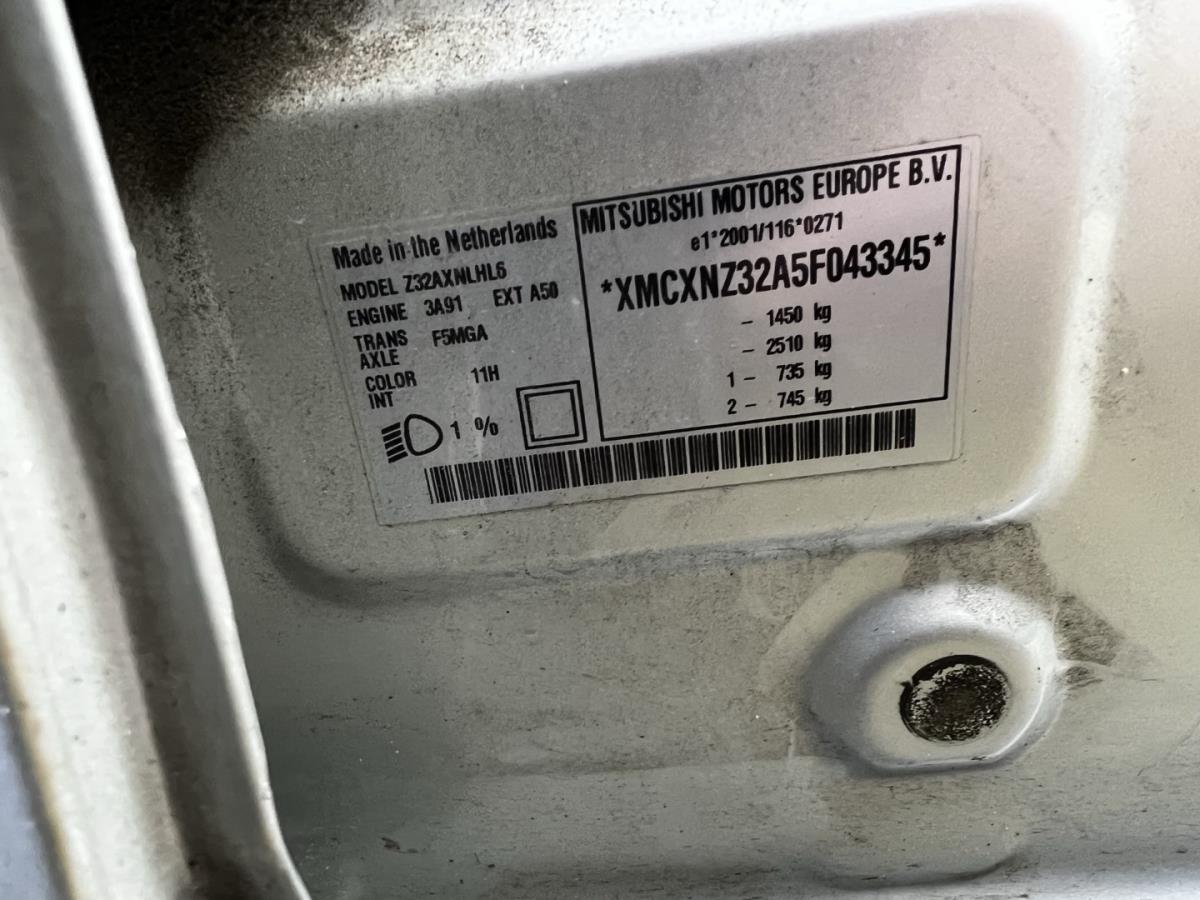 Made in the Netherlands
MODEL Z32AXNLHL6
ENGINE 3A91 EXT A50
TRANS F5MGA
AXLE
COLOR 11H
INT
1 %
MITSUBISHI MOTORS EUROPE B.V.
e1*2001/116*0271
*XMCXNZ32A5F043345*
– 1450 kg
– 2510 kg
1 – 735 kg
2 – 745 kg